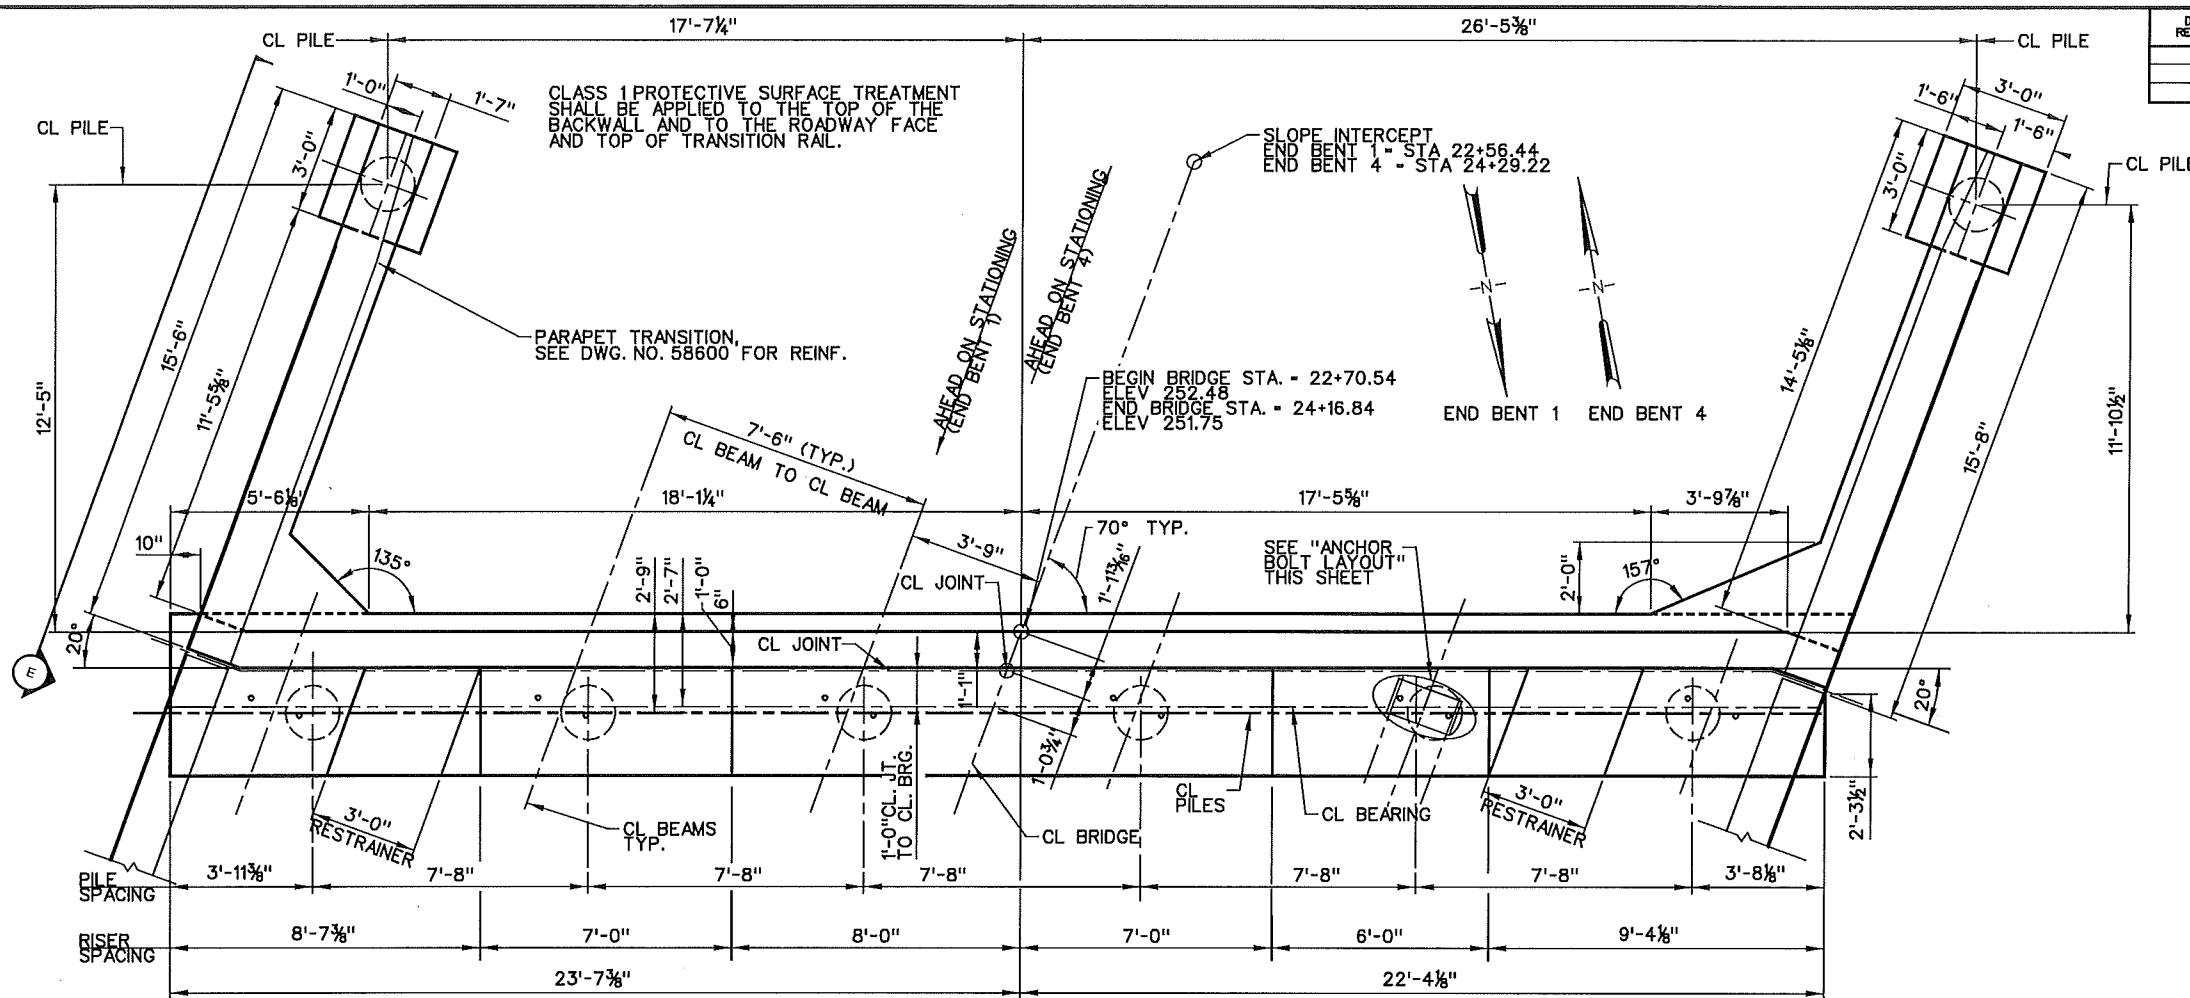 17'-7¼"
26'-5⅜"
CL PILE
CL PILE
1'-0"
1'-7"
CLASS 1 PROTECTIVE SURFACE TREATMENT
SHALL BE APPLIED TO THE TOP OF THE
BACKWALL AND TO THE ROADWAY FACE
AND TOP OF TRANSITION RAIL.
1'-6"
3'-0"
1'-6"
CL PILE
3'-0"
SLOPE INTERCEPT
END BENT 1 - STA 22+56.44
END BENT 4 - STA 24+29.22
3'-0"
AHEAD ON STATIONING
(END BENT 1)
AHEAD ON STATIONING
(END BENT 4)
-N-
-N-
15'-6"
11'-5⅝"
12'-5"
PARAPET TRANSITION,
SEE DWG. NO. 58600 FOR REINF.
BEGIN BRIDGE STA. = 22+70.54
ELEV 252.48
END BRIDGE STA. = 24+16.84
ELEV 251.75
END BENT 1
END BENT 4
14'-5⅛"
15'-8"
11'-10½"
7'-6" (TYP.)
CL BEAM TO CL BEAM
5'-6⅛"
18'-1¼"
17'-5⅝"
3'-9⅞"
10"
135°
3'-9"
70° TYP.
1'-1¹³⁄₁₆"
SEE "ANCHOR
BOLT LAYOUT"
THIS SHEET
2'-0"
157°
CL JOINT
2'-9"
2'-7"
1'-0"
6"
CL JOINT
20°
E
1'-1"
20°
1'-0¾"
1'-0" CL. JT.
TO CL. BRG.
CL
PILES
CL BEARING
CL BRIDGE
CL BEAMS
TYP.
3'-0"
RESTRAINER
3'-0"
RESTRAINER
2'-3½"
PILE
SPACING
3'-11⅜"
7'-8"
7'-8"
7'-8"
7'-8"
7'-8"
3'-8⅛"
RISER
SPACING
8'-7⅜"
7'-0"
8'-0"
7'-0"
6'-0"
9'-4⅛"
23'-7⅜"
22'-4⅛"